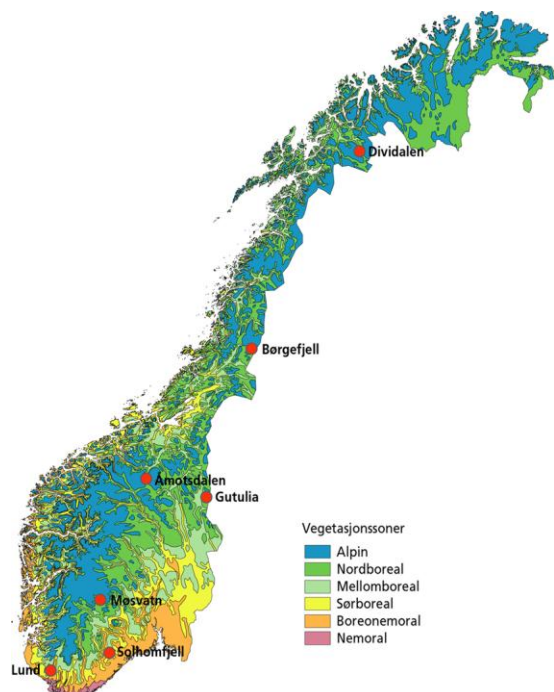 Dividalen
Børgefjell
Åmotsdalen
Gutulia
Vegetasjonssoner
Alpin
Nordboreal
Mellomboreal
Sørboreal
Boreonemoral
Nemoral
Møsvatn
Solhomfjell
Lund